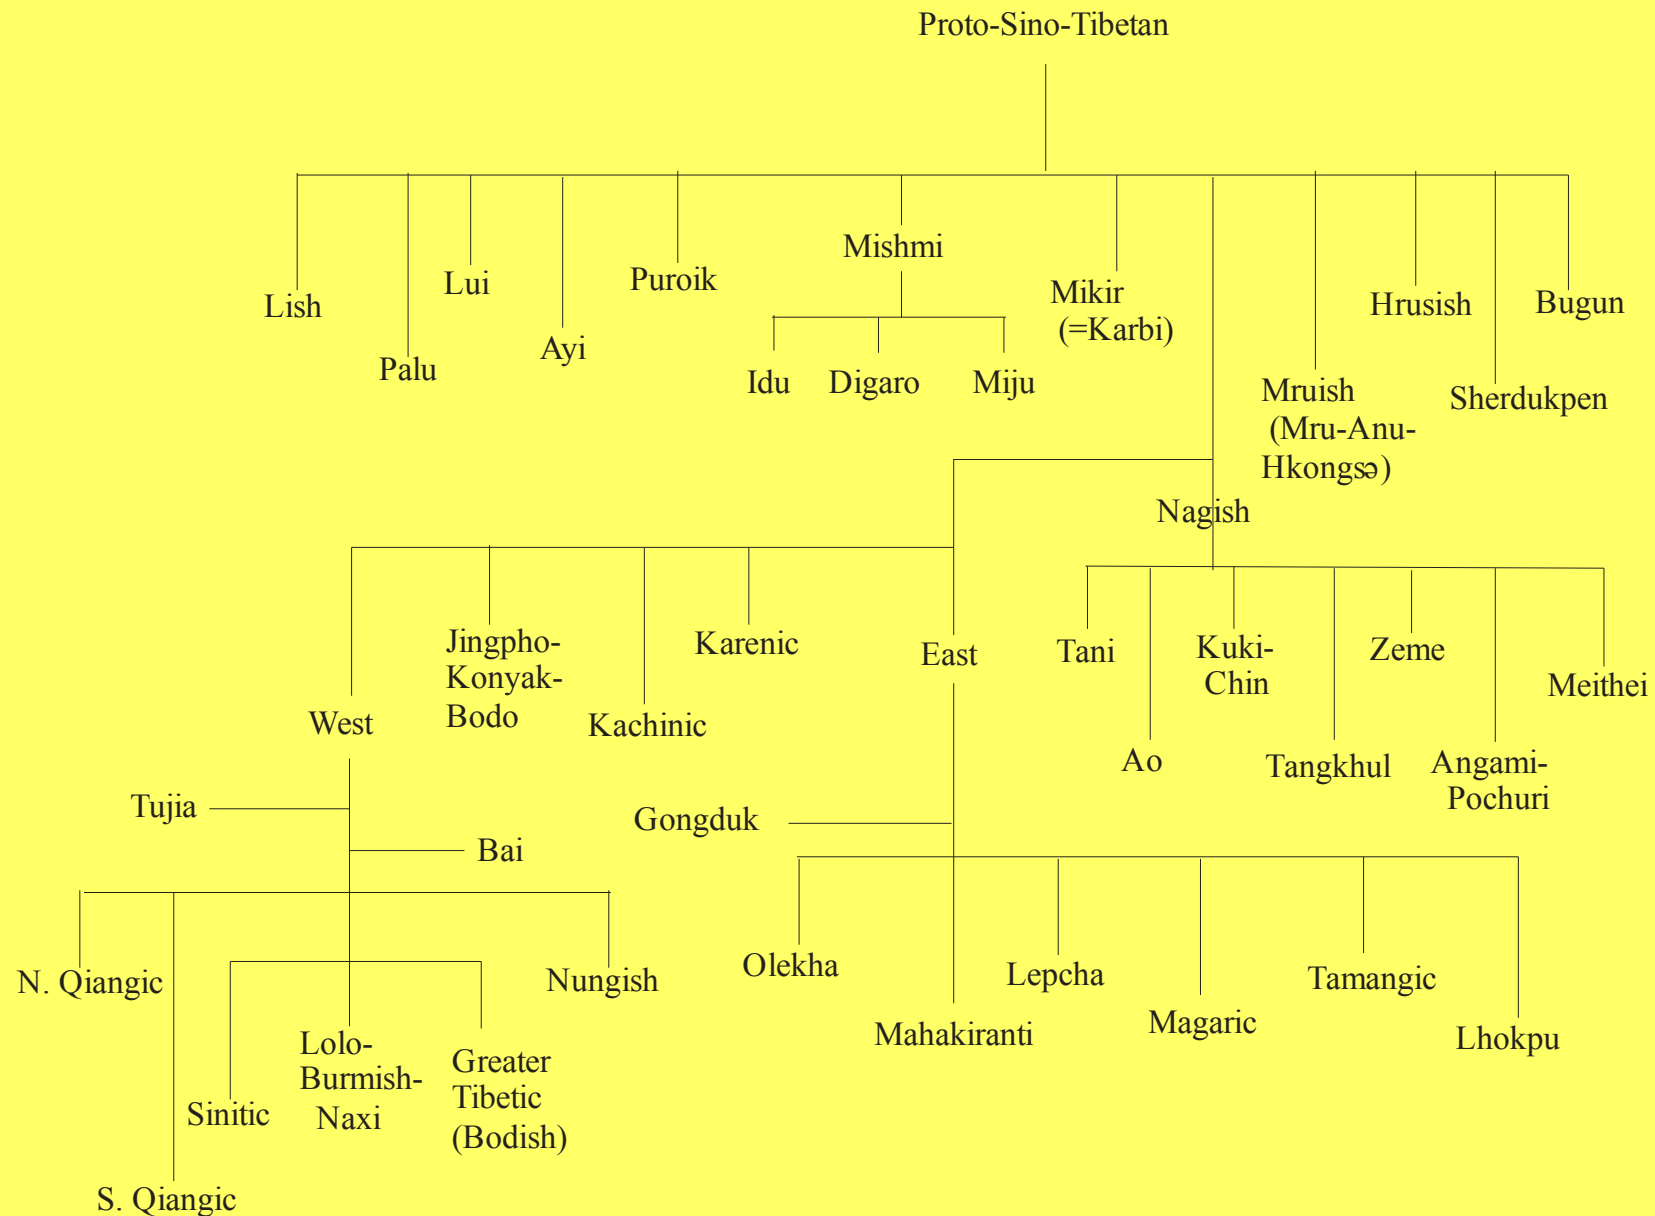 Proto-Sino-Tibetan
Lish
Palu
Lui
Ayi
Puroik
Mishmi
Idu
Digaro
Miju
Mikir
(=Karbi)
Mruish
(Mru-Anu-
Hkongsə)
Hrusish
Sherdukpen
Bugun
Nagish
West
Jingpho-
Konyak-
Bodo
Kachinic
Karenic
East
Tani
Ao
Kuki-
Chin
Tangkhul
Zeme
Angami-
Pochuri
Meithei
Tujia
Bai
Gongduk
N. Qiangic
S. Qiangic
Sinitic
Lolo-
Burmish-
Naxi
Greater
Tibetic
(Bodish)
Nungish
Olekha
Mahakiranti
Lepcha
Magaric
Tamangic
Lhokpu